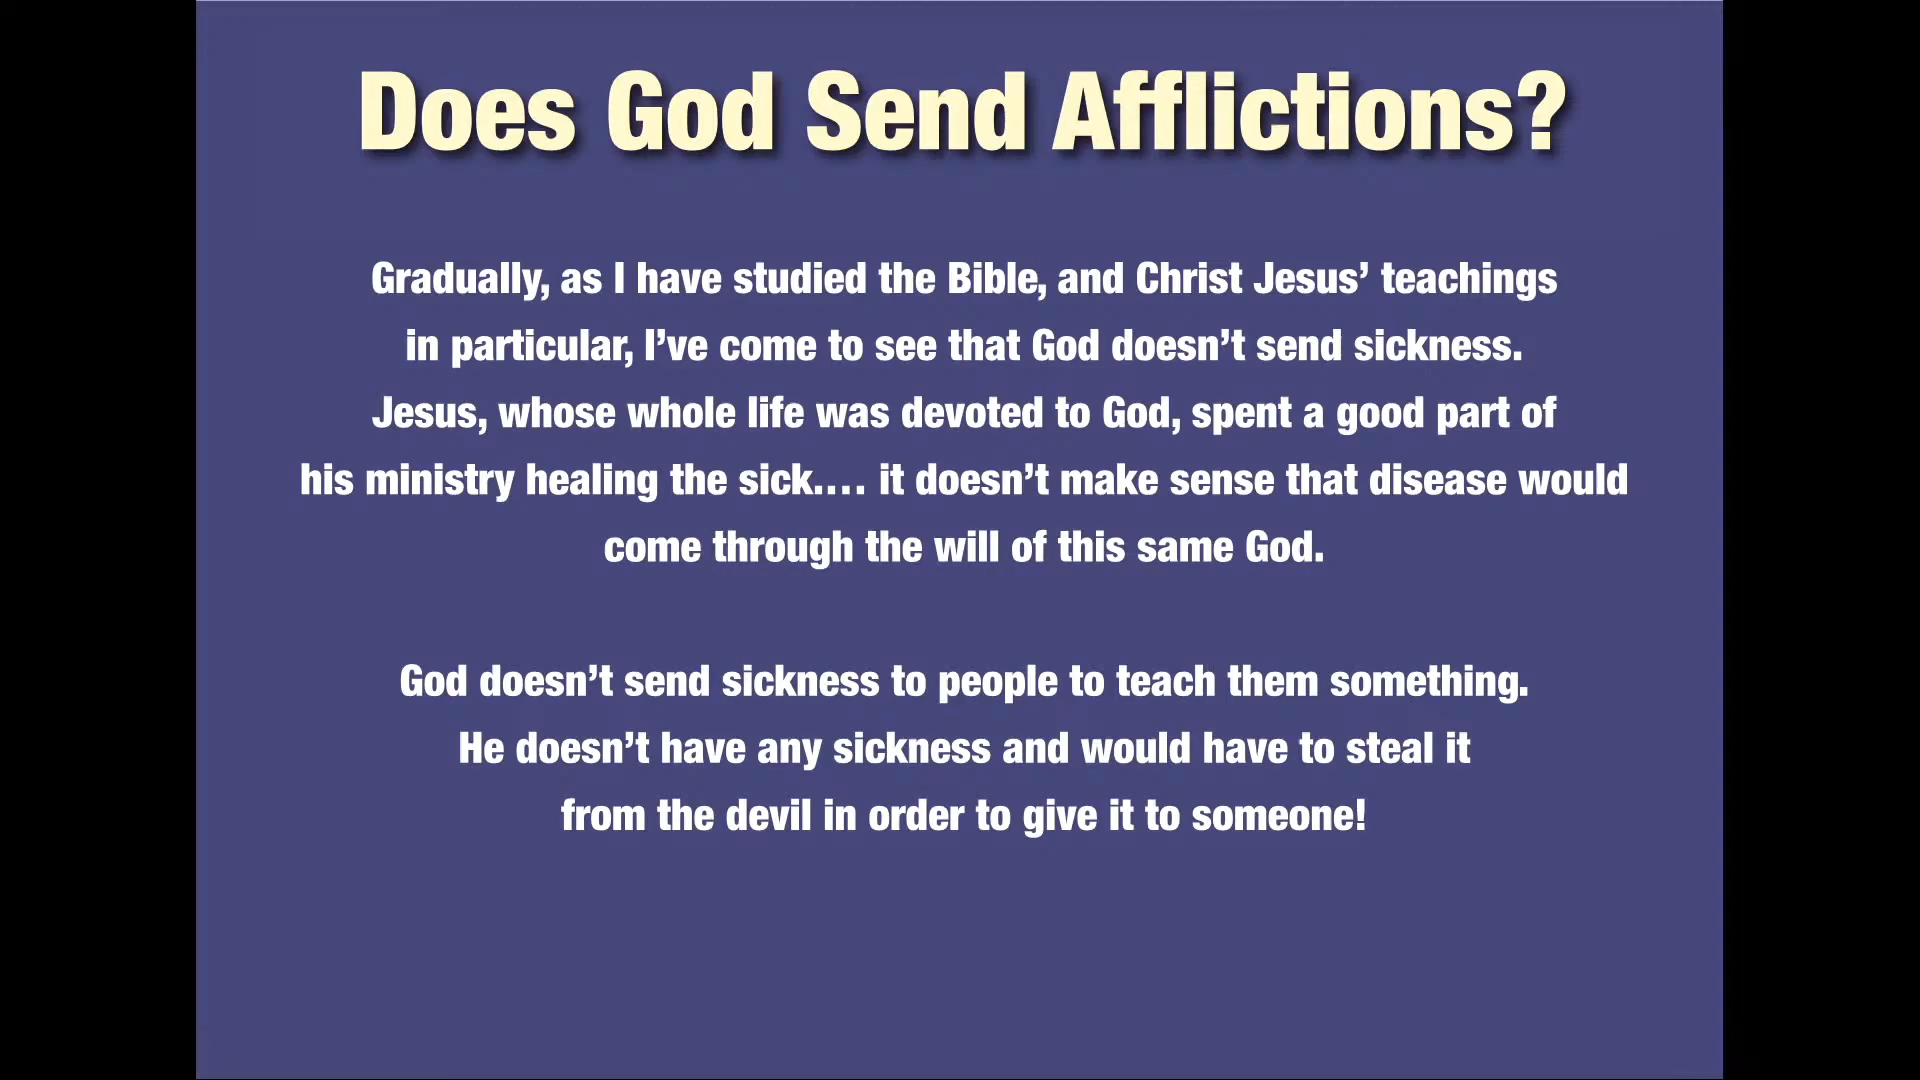 Does God Send Afflictions?
Gradually, as I have studied the Bible, and Christ Jesus’ teachings
in particular, I’ve come to see that God doesn’t send sickness.
Jesus, whose whole life was devoted to God, spent a good part of
his ministry healing the sick.… it doesn’t make sense that disease would
come through the will of this same God.
God doesn’t send sickness to people to teach them something.
He doesn’t have any sickness and would have to steal it
from the devil in order to give it to someone!